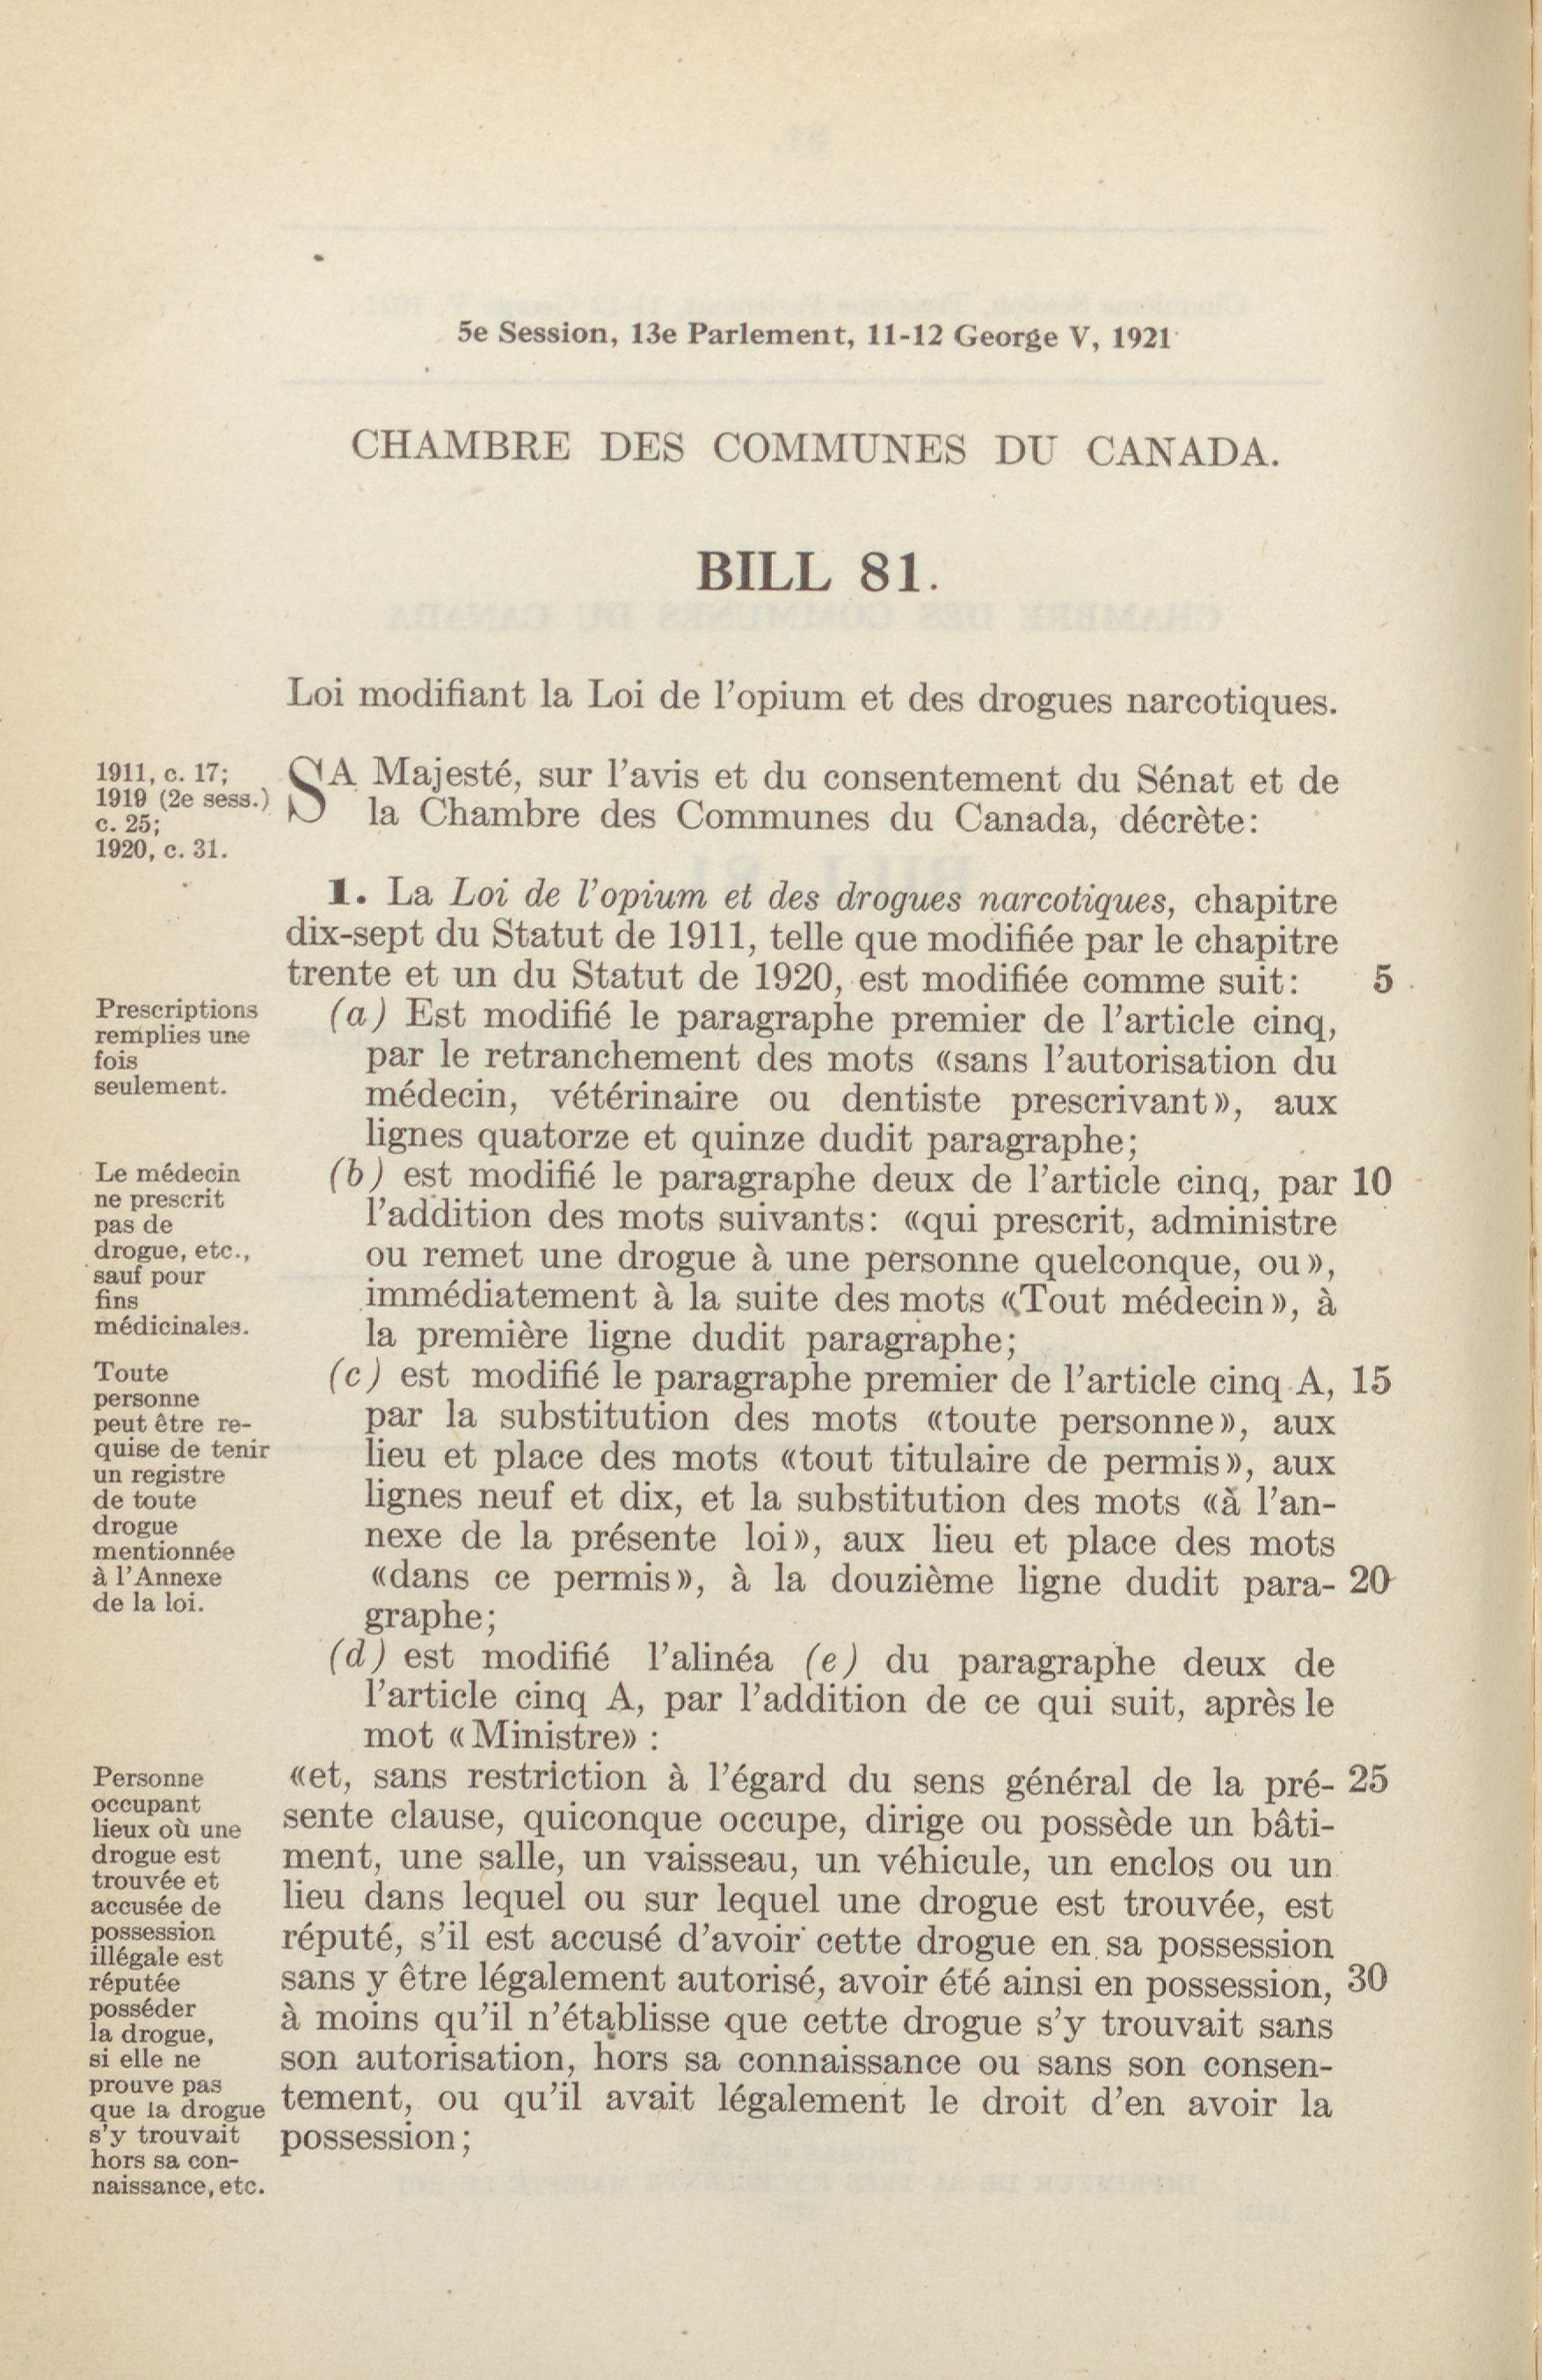 5e Session, 13e Parlement, 11-12 George V, 1921
CHAMBRE DES COMMUNES DU CANADA.
BILL 81.
Loi modifiant la Loi de l’opium et des drogues narcotiques.
1911, c. 17;
1919 (2e sess.)
c. 25;
1920, c. 31.
SA Majesté, sur l’avis et du consentement du Sénat et de
la Chambre des Communes du Canada, décrète:
1. La Loi de l’opium et des drogues narcotiques, chapitre
dix-sept du Statut de 1911, telle que modifiée par le chapitre
trente et un du Statut de 1920, est modifiée comme suit: 5
Prescriptions
remplies une
fois
seulement.
(a) Est modifié le paragraphe premier de l’article cinq,
par le retranchement des mots «sans l’autorisation du
médecin, vétérinaire ou dentiste prescrivant», aux
lignes quatorze et quinze dudit paragraphe;
Le médecin
ne prescrit
pas de
drogue, etc.,
sauf pour
fins
médicinales.
(b) est modifié le paragraphe deux de l’article cinq, par 10
l’addition des mots suivants: «qui prescrit, administre
ou remet une drogue à une personne quelconque, ou»,
immédiatement à la suite des mots «Tout médecin», à
la première ligne dudit paragraphe;
Toute
personne
peut être re-
quise de tenir
un registre
de toute
drogue
mentionnée
à l’Annexe
de la loi.
(c) est modifié le paragraphe premier de l’article cinq A, 15
par la substitution des mots «toute personne», aux
lieu et place des mots «tout titulaire de permis», aux
lignes neuf et dix, et la substitution des mots «à l’an-
nexe de la présente loi», aux lieu et place des mots
«dans ce permis», à la douzième ligne dudit para- 20
graphe;
(d) est modifié l’alinéa (e) du paragraphe deux de
l’article cinq A, par l’addition de ce qui suit, après le
mot «Ministre» :
Personne
occupant
lieux où une
drogue est
trouvée et
accusée de
possession
illégale est
réputée
posséder
la drogue,
si elle ne
prouve pas
que la drogue
s’y trouvait
hors sa con-
naissance, etc.
«et, sans restriction à l’égard du sens général de la pré- 25
sente clause, quiconque occupe, dirige ou possède un bâti-
ment, une salle, un vaisseau, un véhicule, un enclos ou un
lieu dans lequel ou sur lequel une drogue est trouvée, est
réputé, s’il est accusé d’avoir cette drogue en sa possession
sans y être légalement autorisé, avoir été ainsi en possession, 30
à moins qu’il n’établisse que cette drogue s’y trouvait sans
son autorisation, hors sa connaissance ou sans son consen-
tement, ou qu’il avait légalement le droit d’en avoir la
possession;